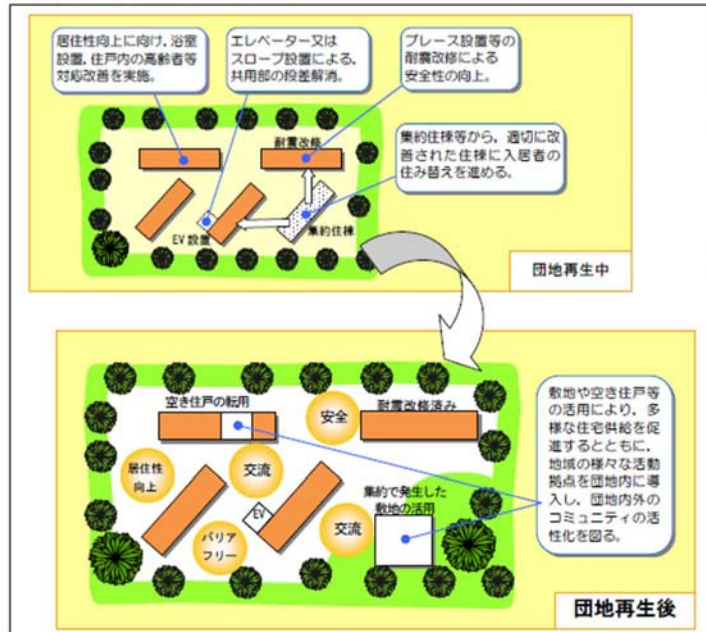 居住性向上に向け，浴室
設置，住戸内の高齢者等
対応改善を実施。
エレベーター又は
スロープ設置による，
共用部の段差解消。
ブレース設置等の
耐震改修による
安全性の向上。
耐震改修
集約住棟等から，適切に改
善された住棟に入居者の
住み替えを進める。
EV設置
集約住棟
団地再生中
空き住戸の転用
安全
耐震改修済み
敷地や空き住戸等
の活用により，多
様な住宅供給を促
進するとともに，
地域の様々な活動
拠点を団地内に導
入し，団地内外の
コミュニティの活
性化を図る。
居住性
向上
交流
集約で発生した
敷地の活用
EV
交流
バリア
フリー
団地再生後